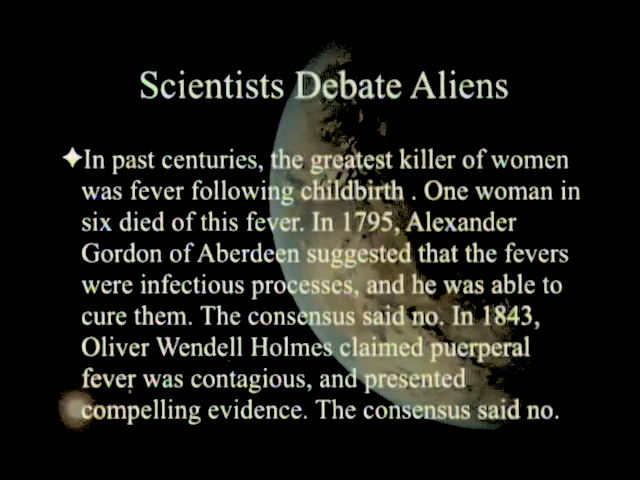 Scientists Debate Aliens
In past centuries, the greatest killer of women
was fever following childbirth . One woman in
six died of this fever. In 1795, Alexander
Gordon of Aberdeen suggested that the fevers
were infectious processes, and he was able to
cure them. The consensus said no. In 1843,
Oliver Wendell Holmes claimed puerperal
fever was contagious, and presented
compelling evidence. The consensus said no.